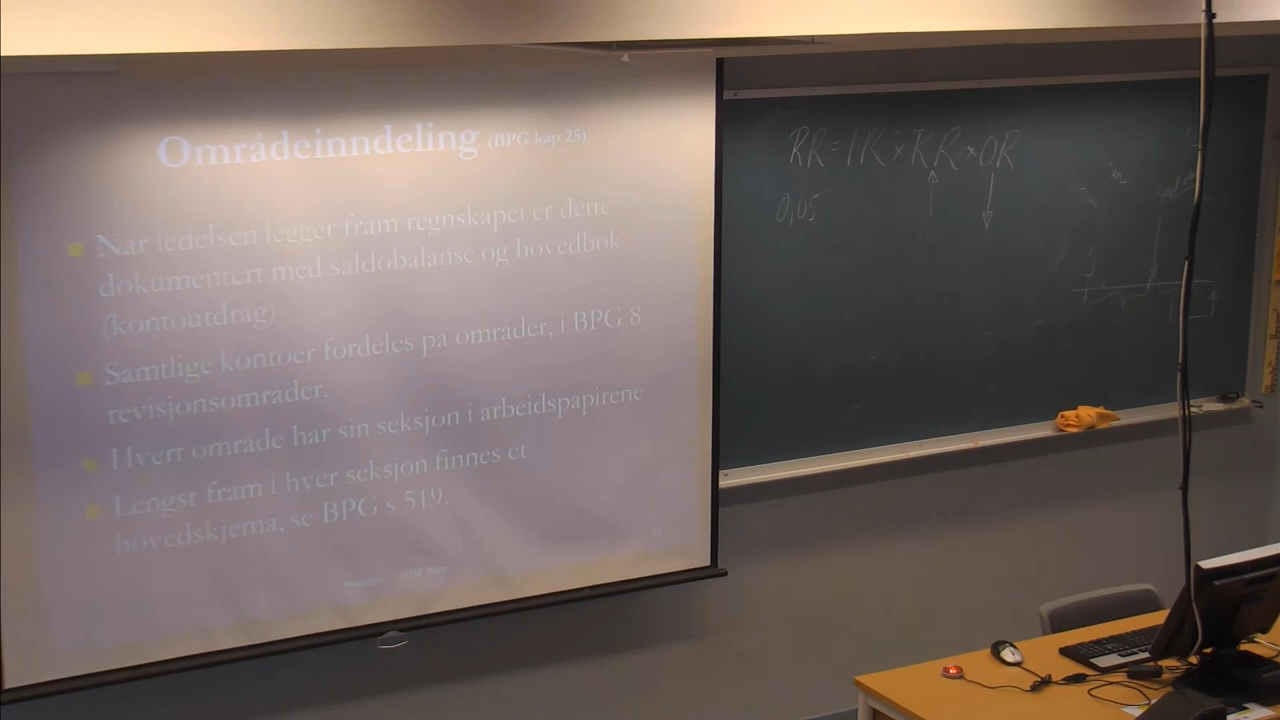 Områdeinndeling (BPG kap 25)
Når ledelsen legger fram regnskapet er dette
dokumentert med saldobalanse og hovedbok
(kontoutdrag)
Samtlige kontoer fordeles på områder, i BPG 8
revisjonsområder.
Hvert område har sin seksjon i arbeidspapirene
Lengst fram i hver seksjon finnes et
hovedskjema, se BPG s 519.
RR = IR × KR × OR
0,05